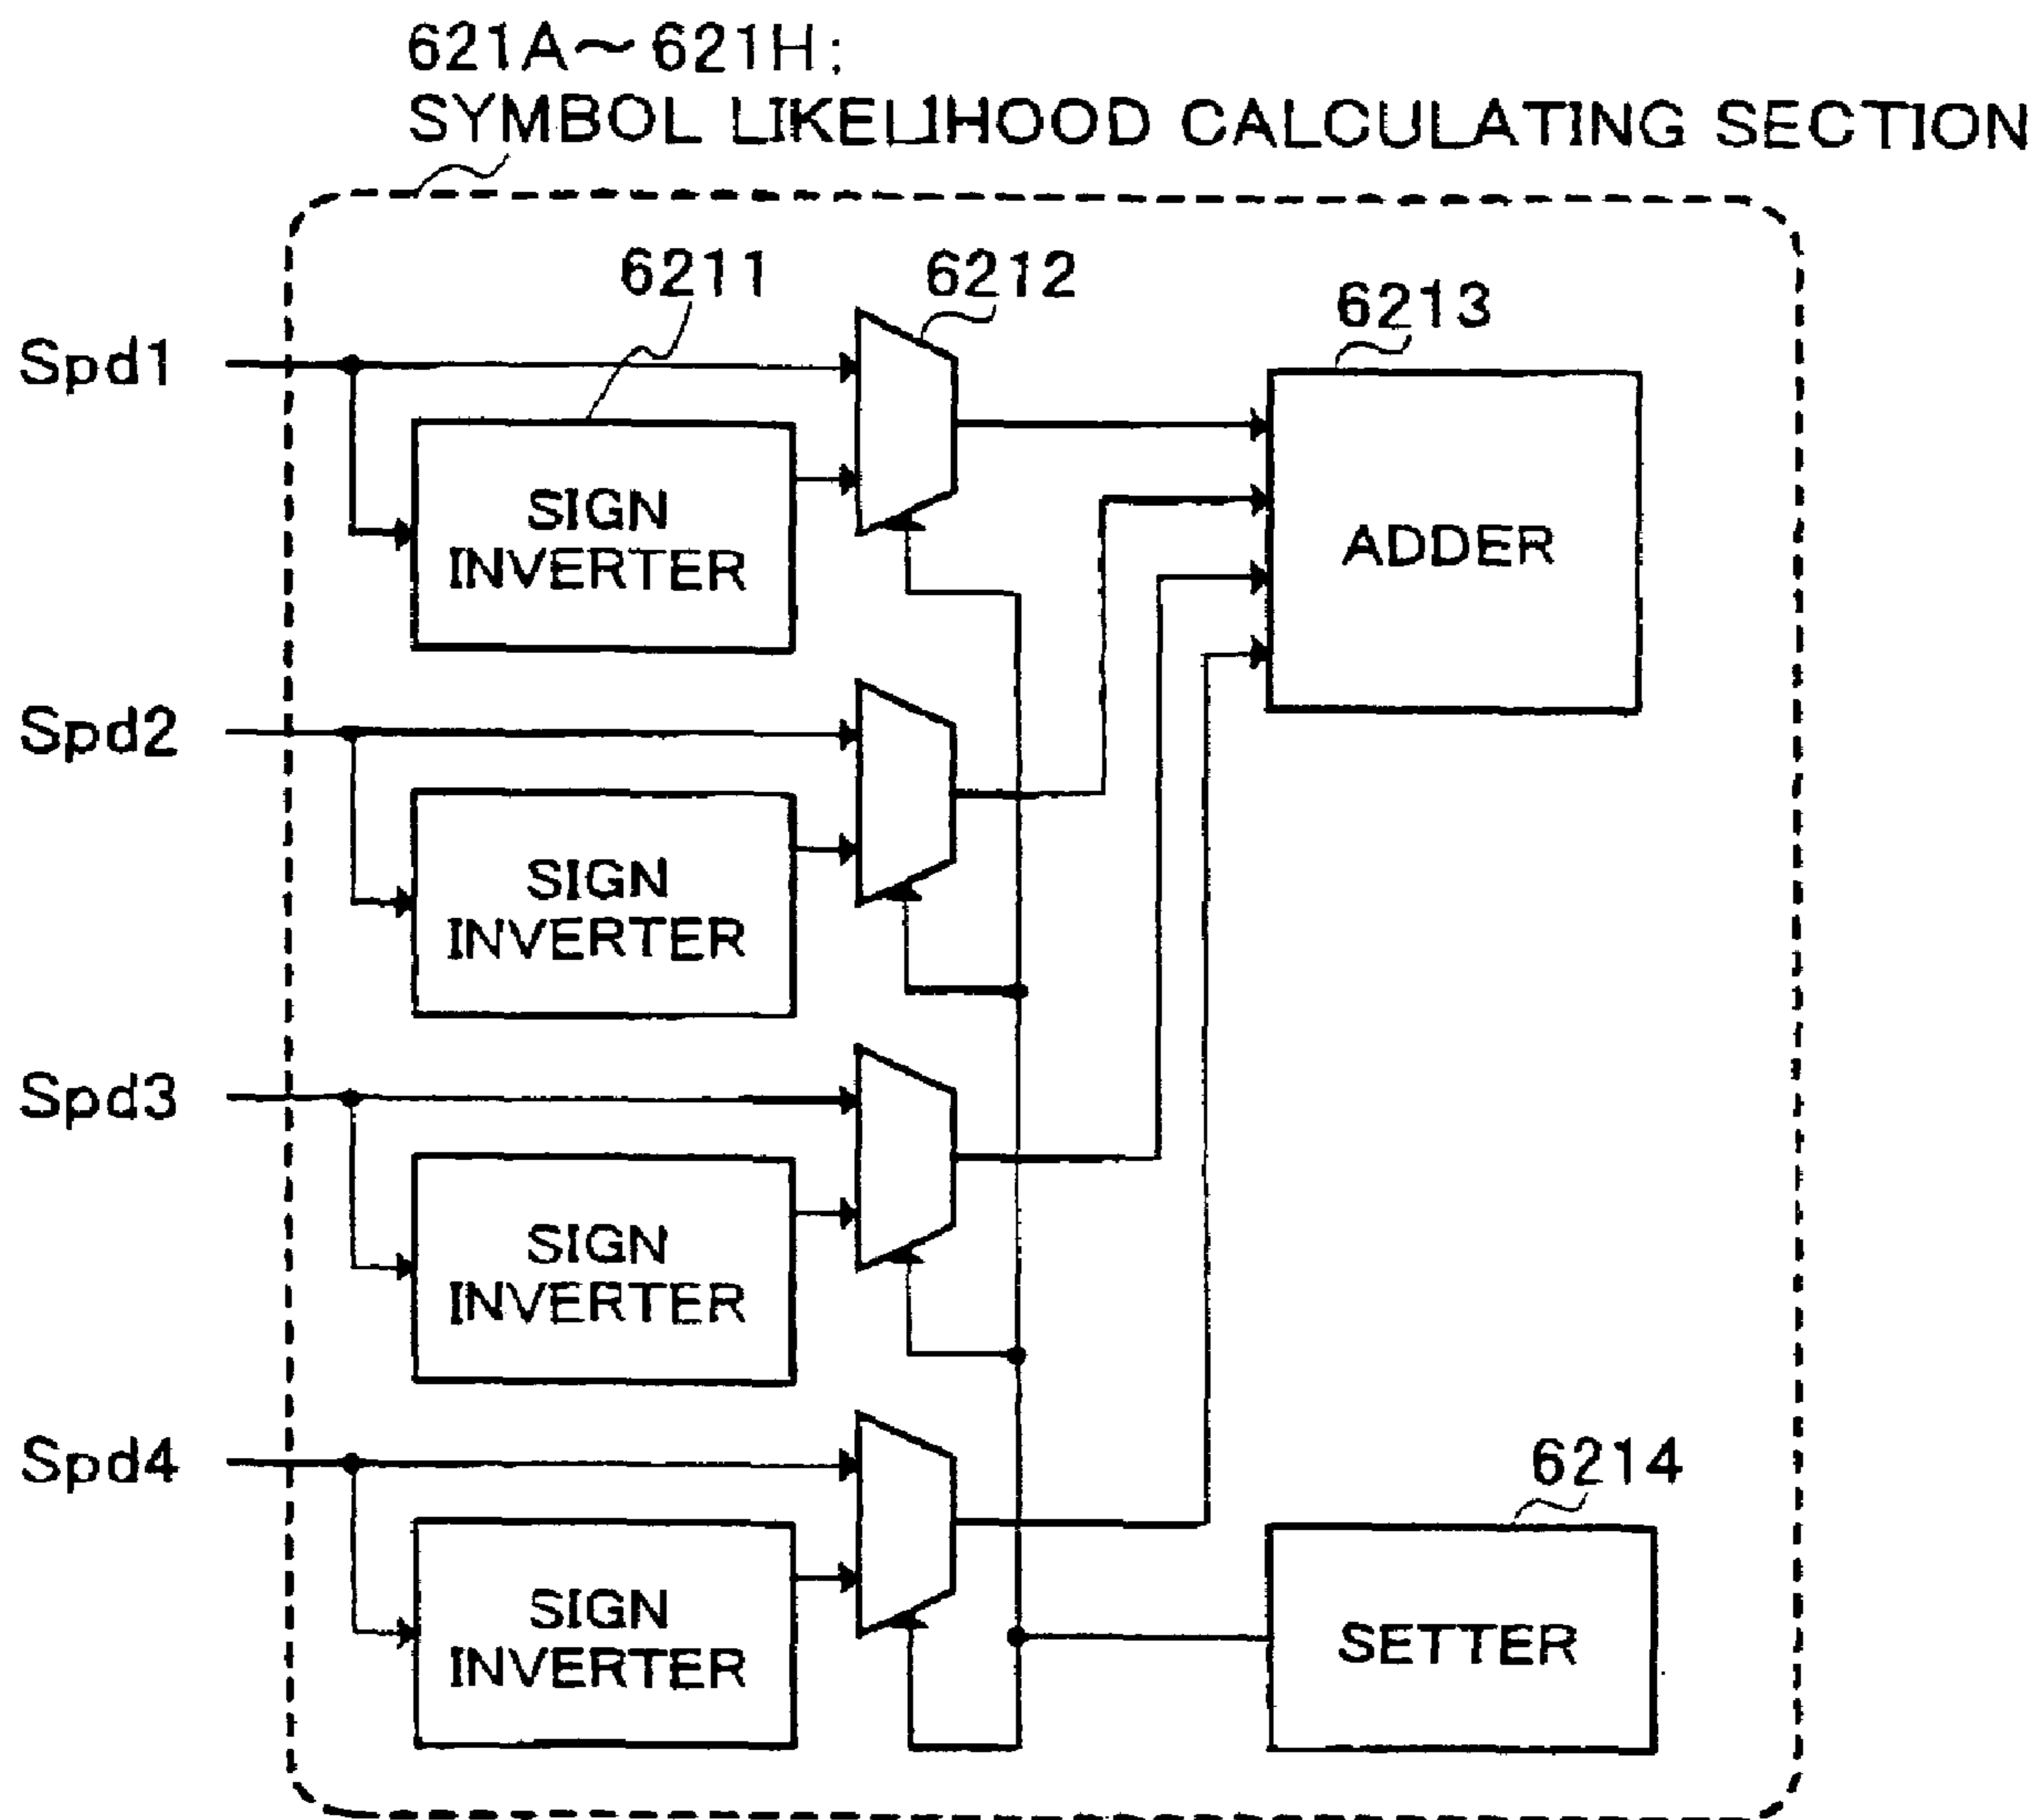 621A~621H:
SYMBOL LIKELIHOOD CALCULATING SECTION
6211
6212
6213
Spd1
SIGN
INVERTER
ADDER
Spd2
SIGN
INVERTER
Spd3
SIGN
INVERTER
Spd4
6214
SIGN
INVERTER
SETTER